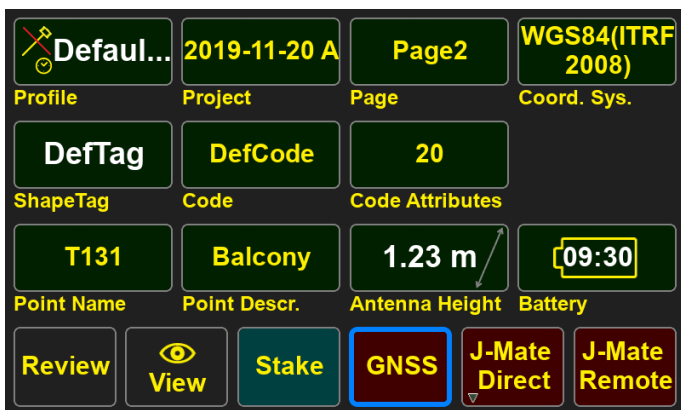 Defaul... 2019-11-20 A Page2 WGS84(ITRF
2008)
Profile Project Page Coord. Sys.
DefTag DefCode 20
ShapeTag Code Code Attributes
T131 Balcony 1.23 m 09:30
Point Name Point Descr. Antenna Height Battery
Review View Stake GNSS J-Mate J-Mate
Direct Remote